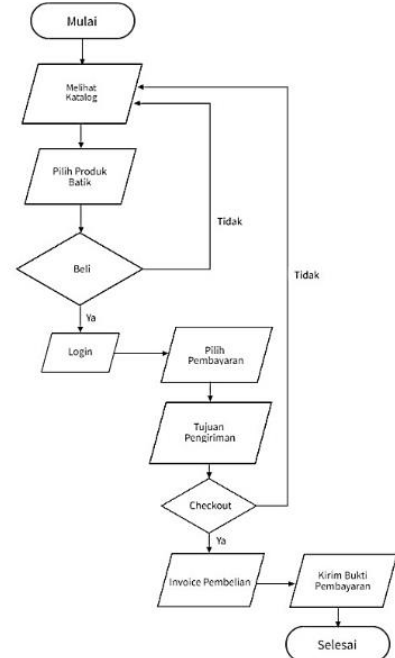 Mulai
Melihat
Katalog
Pilih Produk
Batik
Tidak
Beli
Tidak
Ya
Login
Pilih
Pembayaran
Tujuan
Pengiriman
Checkout
Ya
Invoice Pembelian
Kirim Bukti
Pembayaran
Selesai